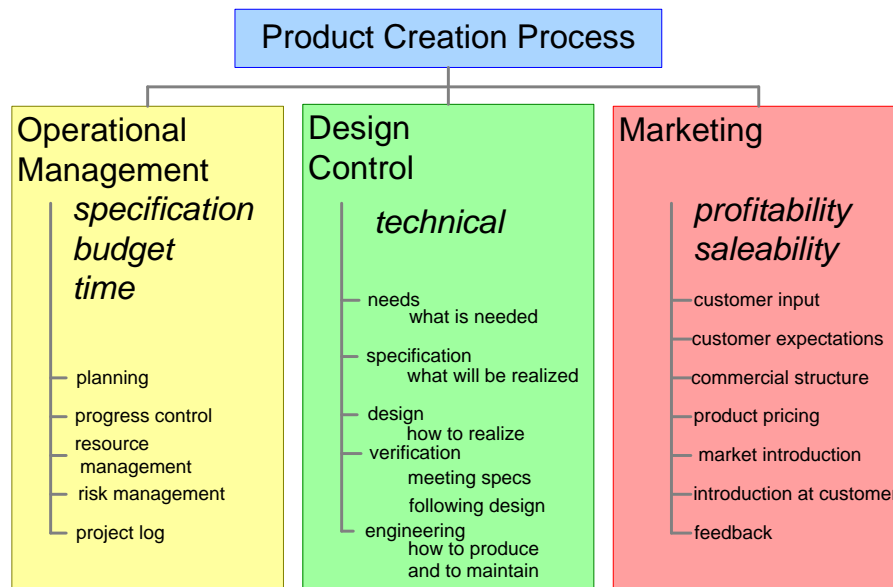 Product Creation Process
Operational
Management
specification
budget
time
planning
progress control
resource
management
risk management
project log
Design
Control
technical
needs
what is needed
specification
what will be realized
design
how to realize
verification
meeting specs
following design
engineering
how to produce
and to maintain
Marketing
profitability
saleability
customer input
customer expectations
commercial structure
product pricing
market introduction
introduction at customer
feedback